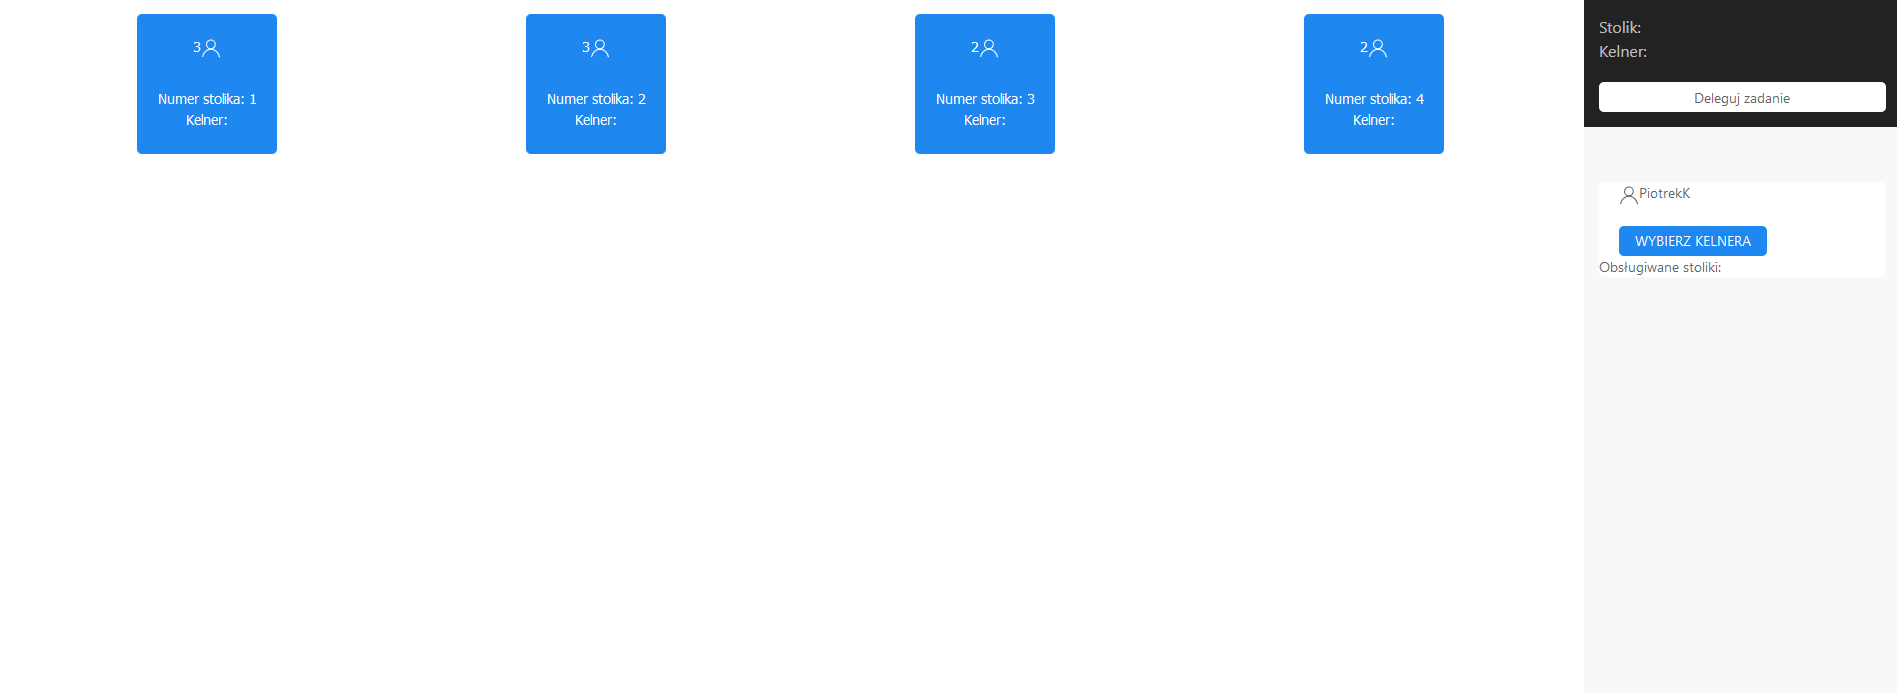 3
Numer stolika: 1
Kelner:
3
Numer stolika: 2
Kelner:
2
Numer stolika: 3
Kelner:
2
Numer stolika: 4
Kelner:
Stolik:
Kelner:
Deleguj zadanie
PiotrekK
WYBIERZ KELNERA
Obsługiwane stoliki: